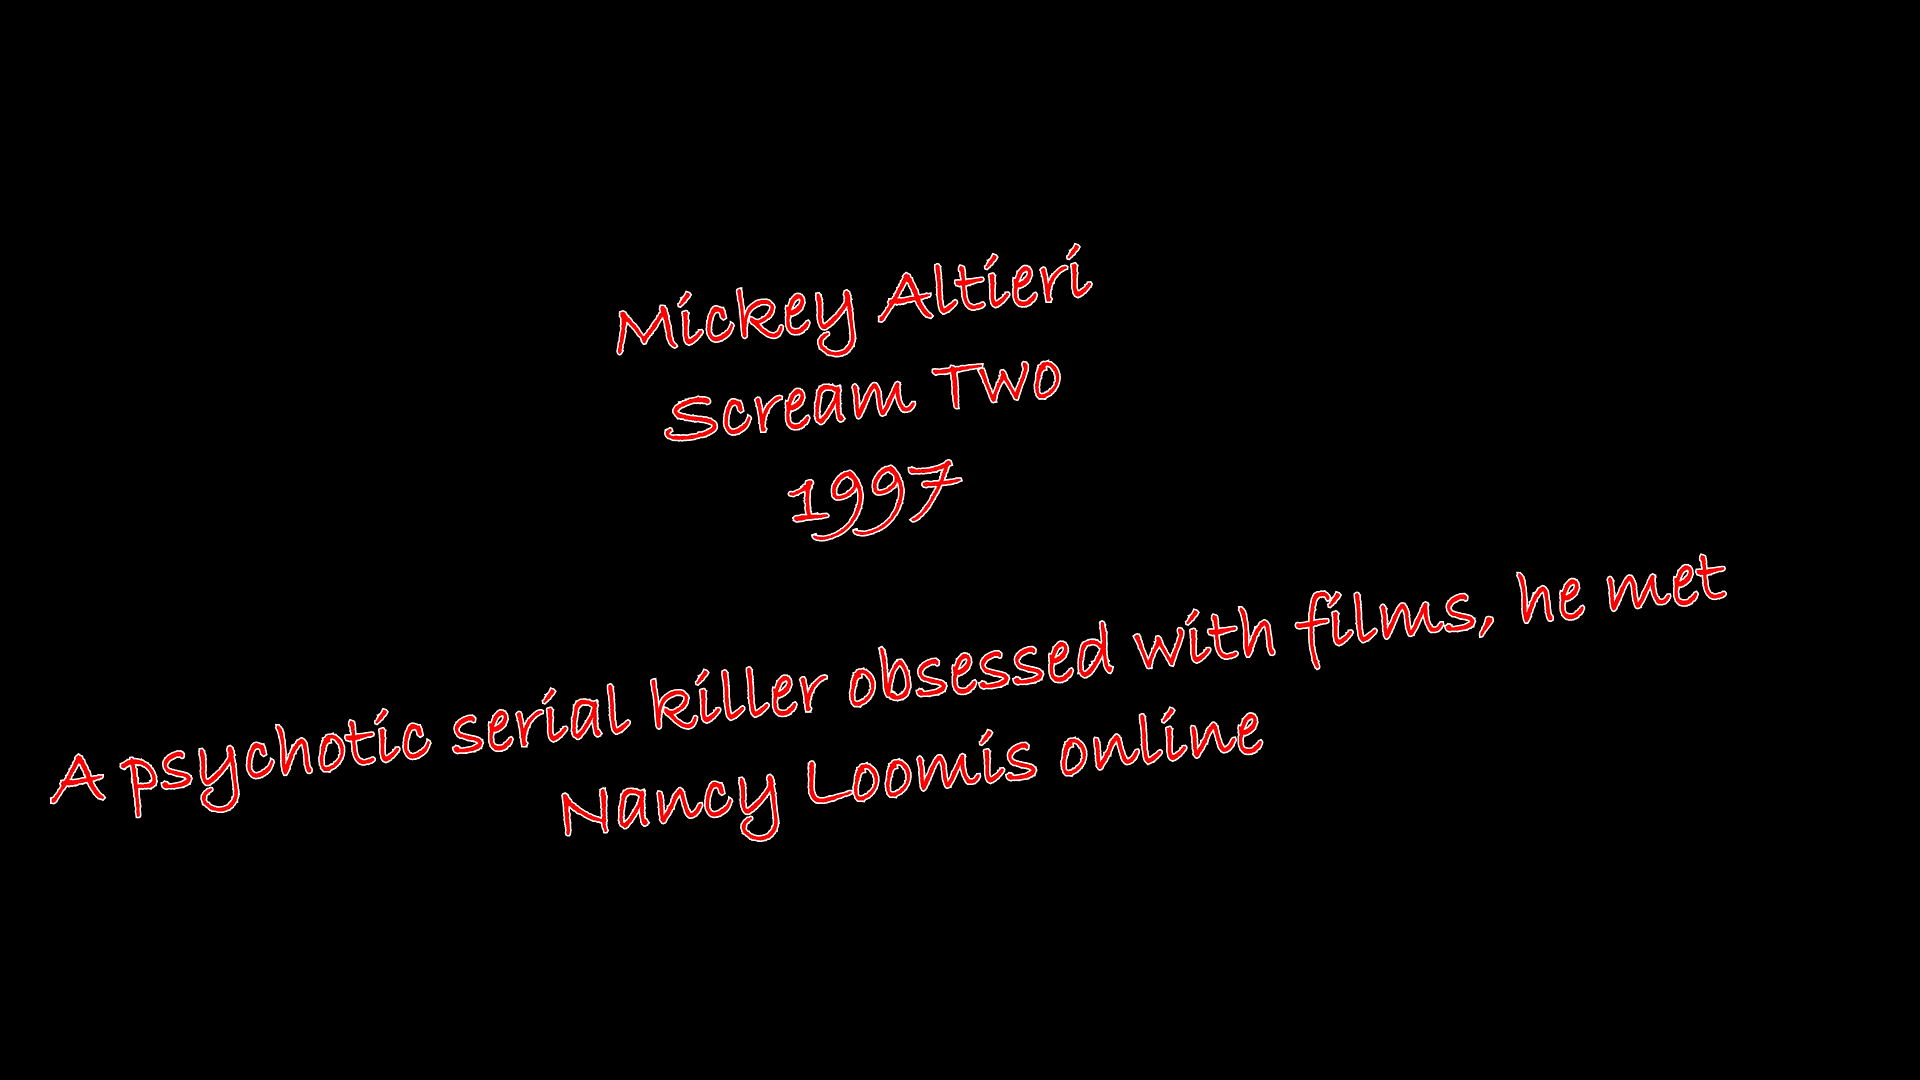 Mickey Altieri
Scream Two
1997
A psychotic serial killer obsessed with films, he met
Nancy Loomis online